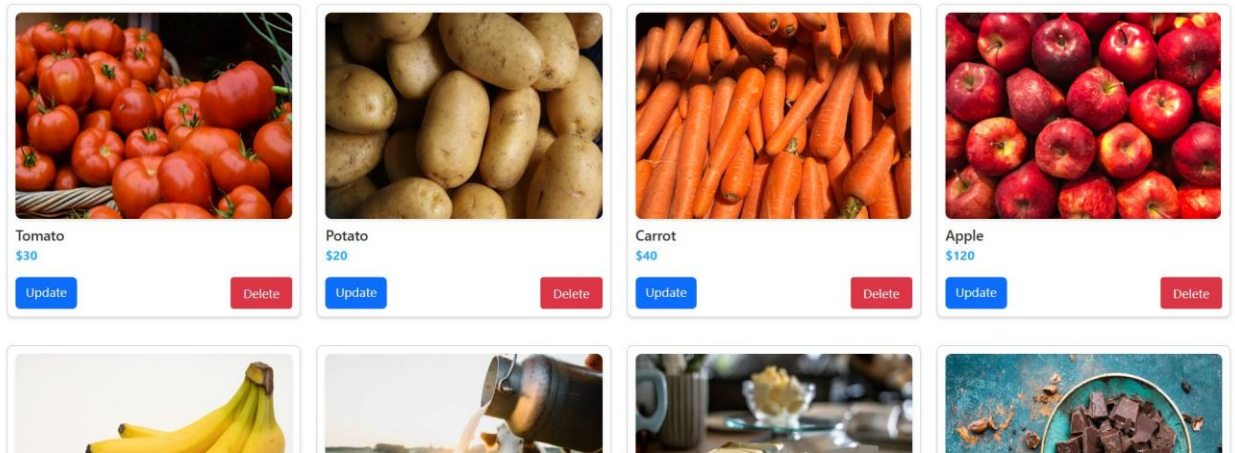 Tomato
$30
Update Delete
Potato
$20
Update Delete
Carrot
$40
Update Delete
Apple
$120
Update Delete